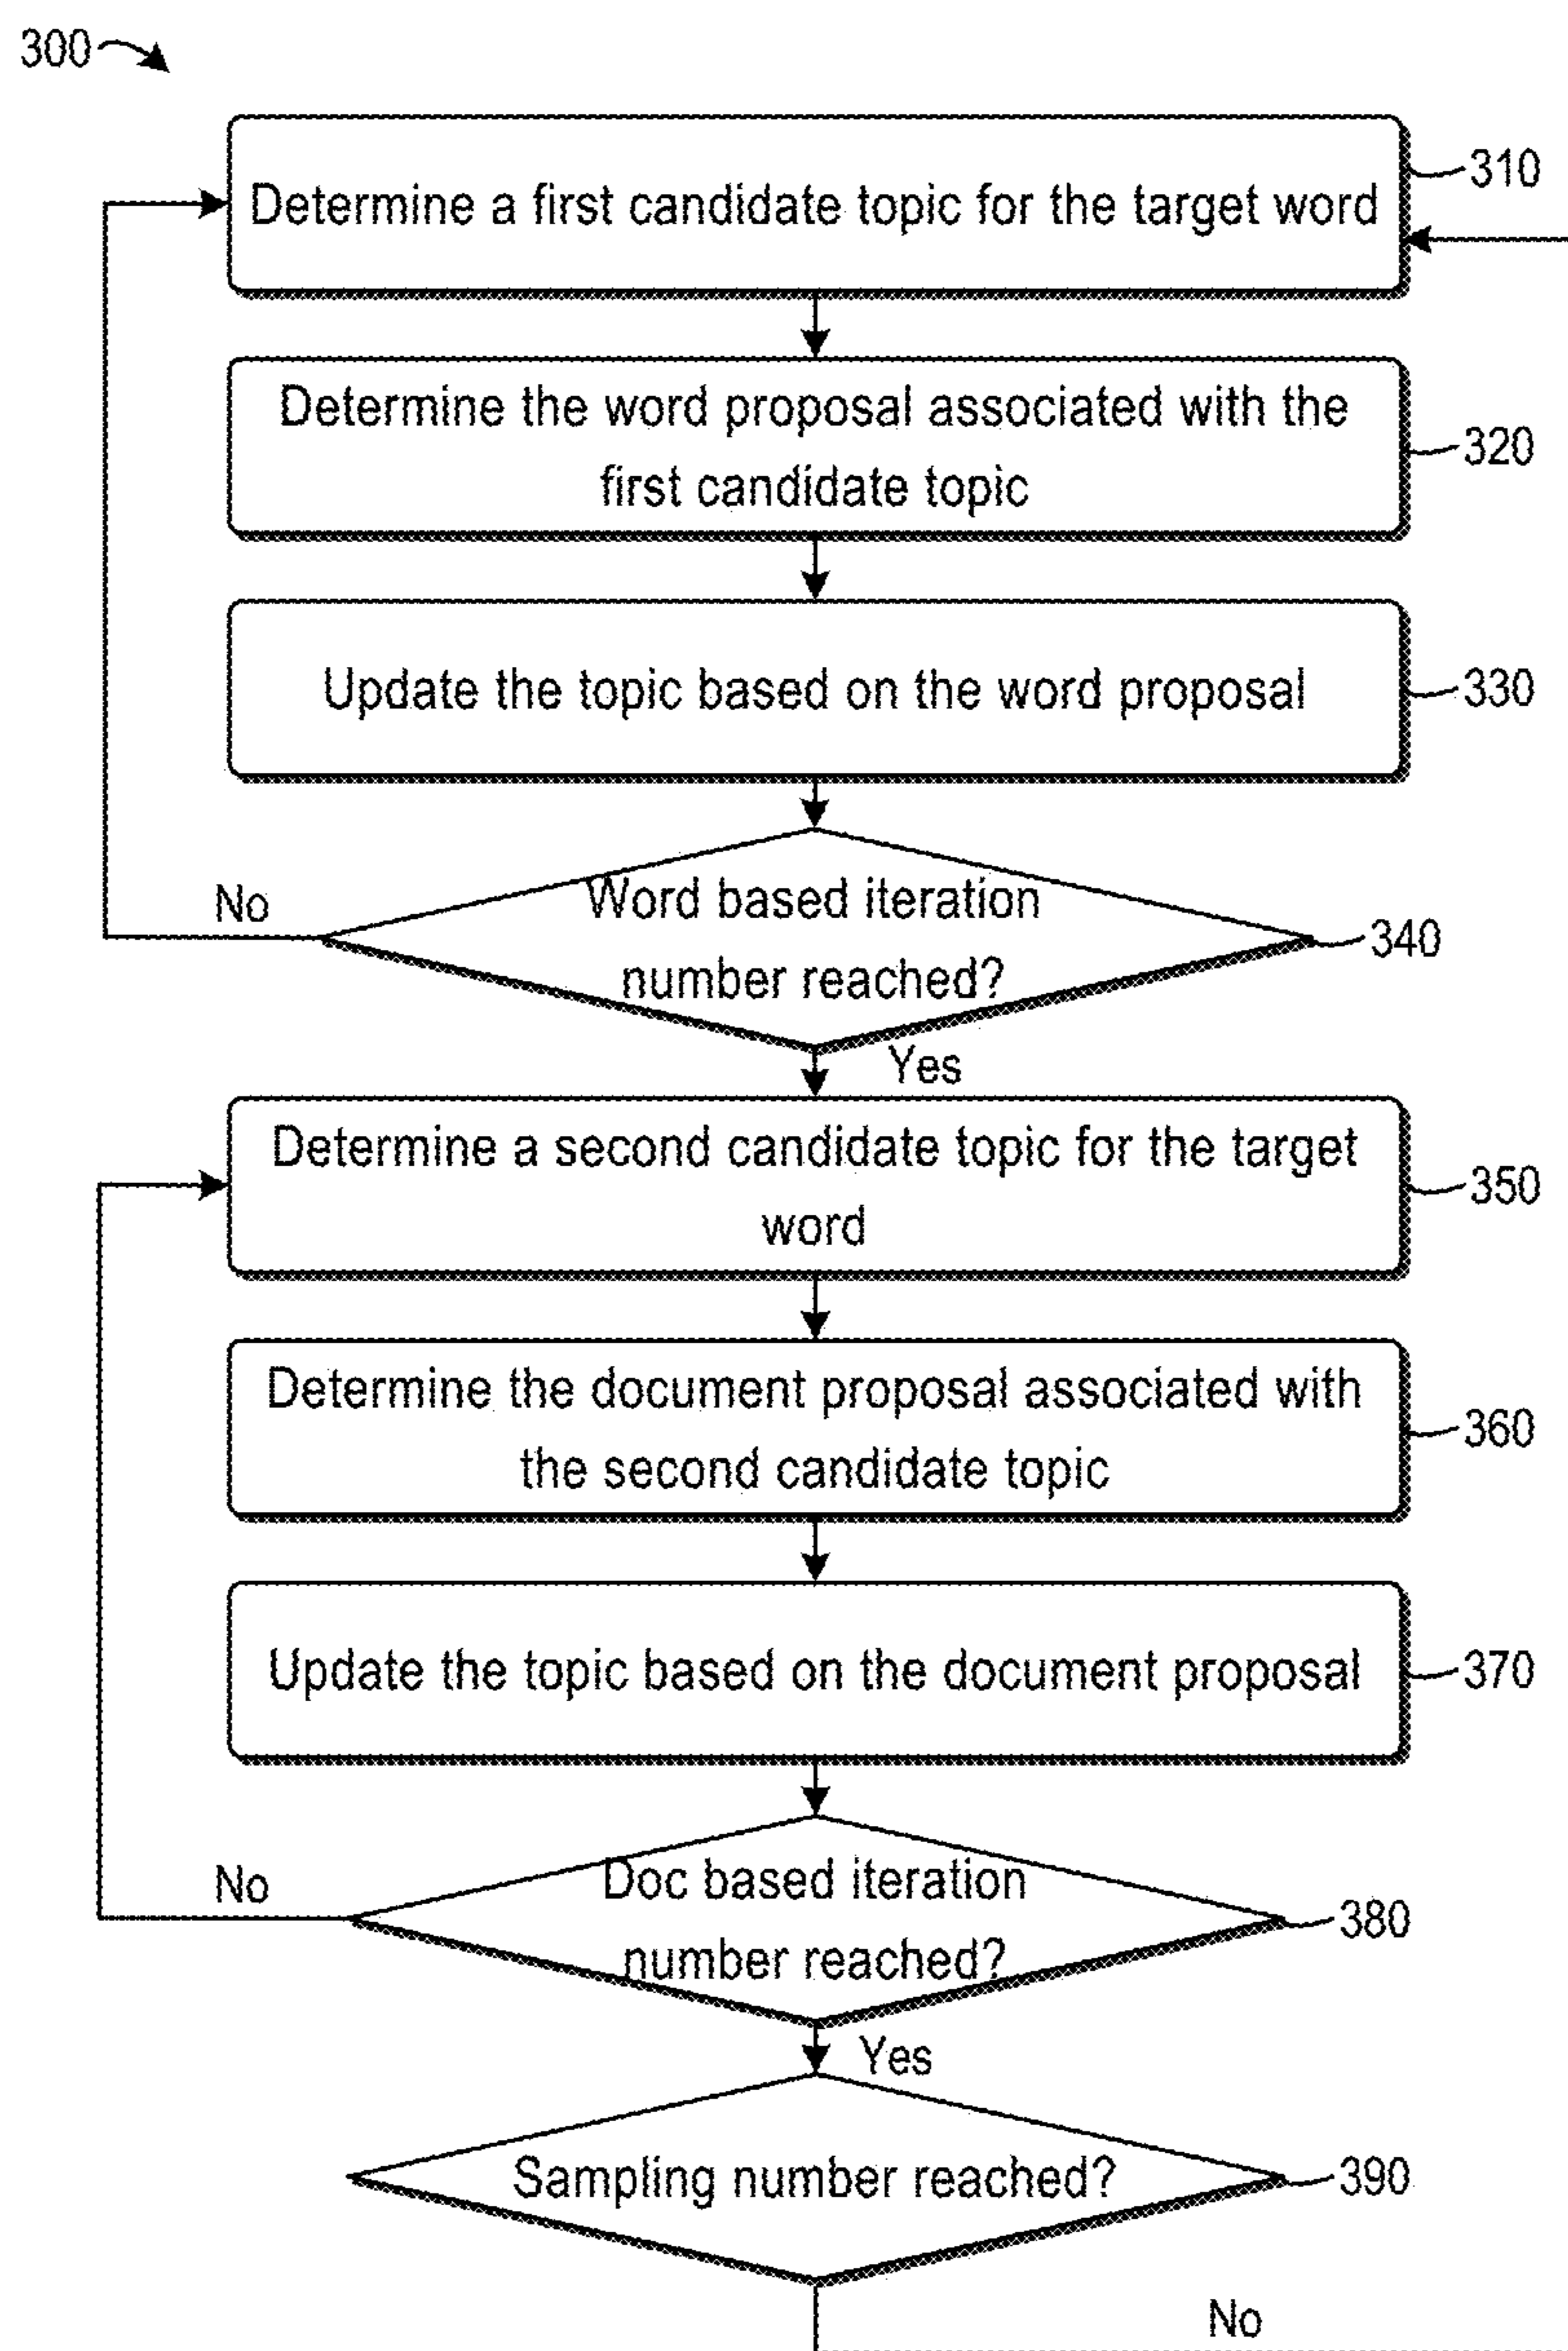 300
Determine a first candidate topic for the target word
310
Determine the word proposal associated with the
first candidate topic
320
Update the topic based on the word proposal
330
Word based iteration
number reached?
340
No
Yes
Determine a second candidate topic for the target
word
350
Determine the document proposal associated with
the second candidate topic
360
Update the topic based on the document proposal
370
Doc based iteration
number reached?
380
No
Yes
Sampling number reached?
390
No